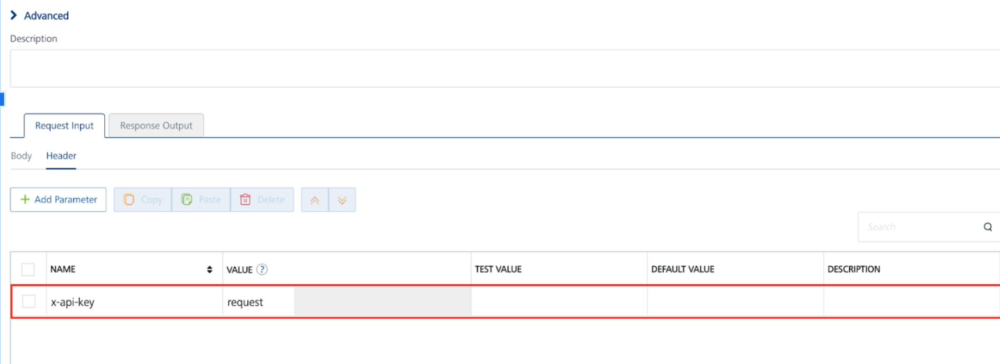 Advanced
Description
Request Input Response Output
Body Header
+ Add Parameter Copy Paste Delete
Search
NAME VALUE ? TEST VALUE DEFAULT VALUE DESCRIPTION
x-api-key request